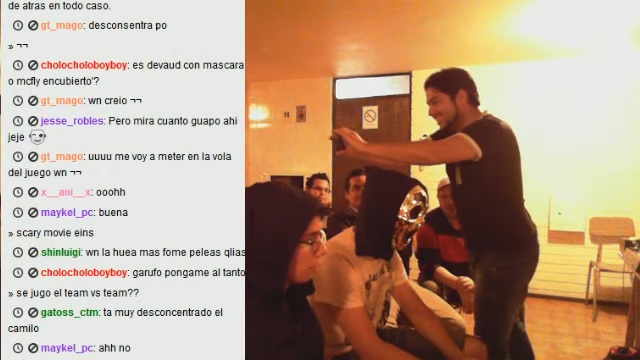 de atras en todo caso.
gt_mago: desconsentra po
» ¬¬
cholocholoboyboy: es devaud con mascara
o mcfly encubierto'?
gt_mago: wn creio ¬¬
jesse_robles: Pero mira cuanto guapo ahi
jeje
gt_mago: uuuu me voy a meter en la vola
del juego wn ¬¬
x__ani__x: ooohh
maykel_pc: buena
» scary movie eins
shinluigi: wn la huea mas fome peleas qlias
cholocholoboyboy: garufo pongame al tanto
» se jugo el team vs team??
gatoss_ctm: ta muy desconcentrado el
camilo
maykel_pc: ahh no